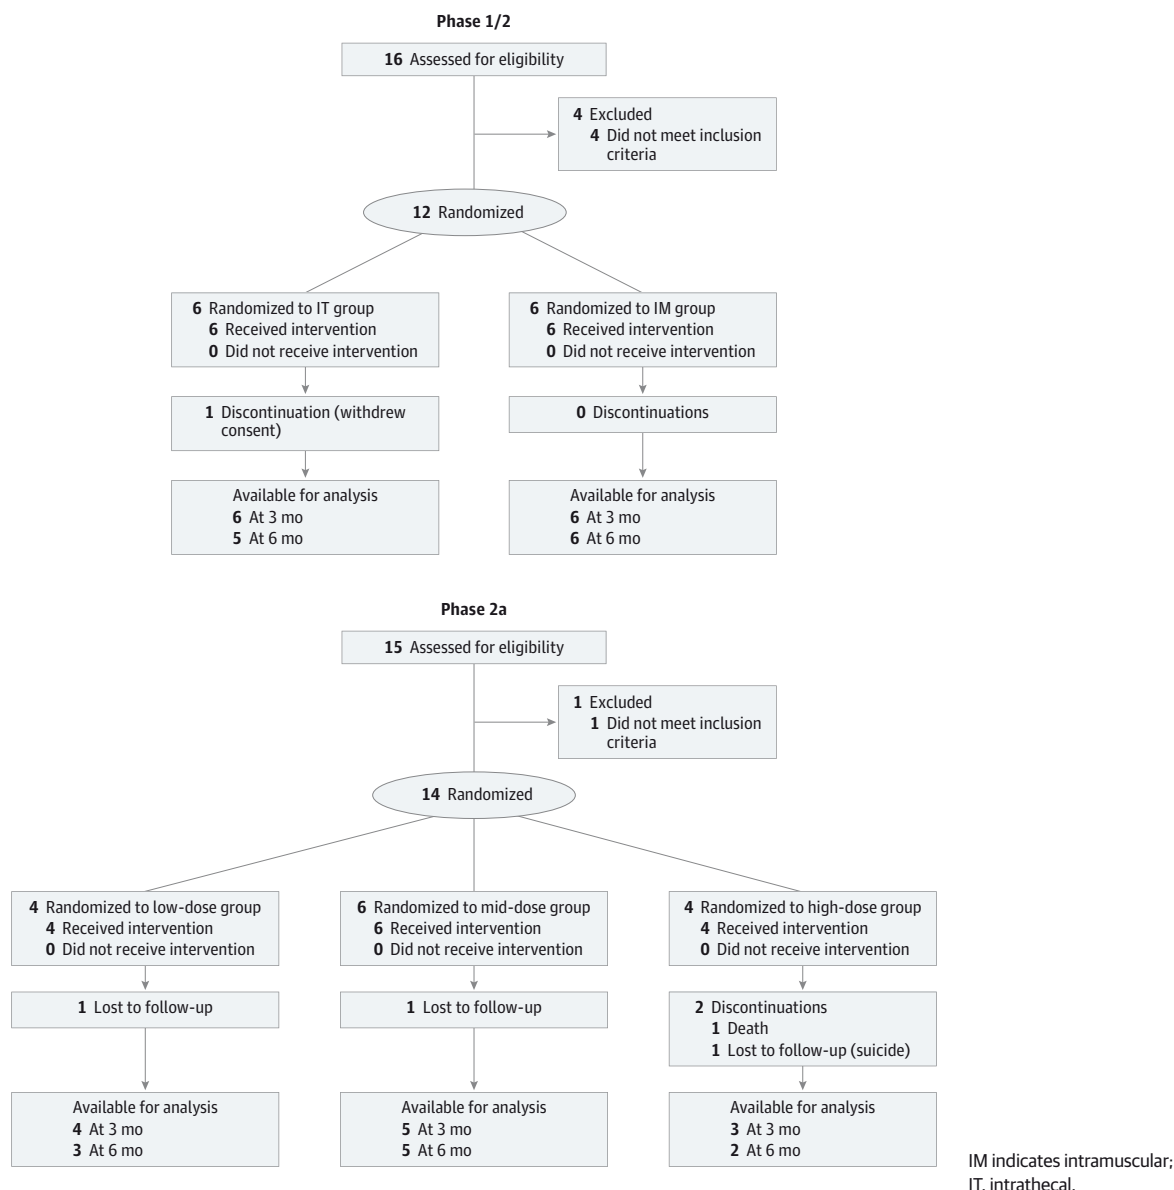 Phase 1/2
16 Assessed for eligibility
4 Excluded
4 Did not meet inclusion
criteria
12 Randomized
6 Randomized to IT group
6 Received intervention
0 Did not receive intervention
6 Randomized to IM group
6 Received intervention
0 Did not receive intervention
1 Discontinuation (withdrew
consent)
0 Discontinuations
Available for analysis
6 At 3 mo
5 At 6 mo
Available for analysis
6 At 3 mo
6 At 6 mo
Phase 2a
15 Assessed for eligibility
1 Excluded
1 Did not meet inclusion
criteria
14 Randomized
4 Randomized to low-dose group
4 Received intervention
0 Did not receive intervention
6 Randomized to mid-dose group
6 Received intervention
0 Did not receive intervention
4 Randomized to high-dose group
4 Received intervention
0 Did not receive intervention
1 Lost to follow-up
1 Lost to follow-up
2 Discontinuations
1 Death
1 Lost to follow-up (suicide)
Available for analysis
4 At 3 mo
3 At 6 mo
Available for analysis
5 At 3 mo
5 At 6 mo
Available for analysis
3 At 3 mo
2 At 6 mo
IM indicates intramuscular;
IT, intrathecal.